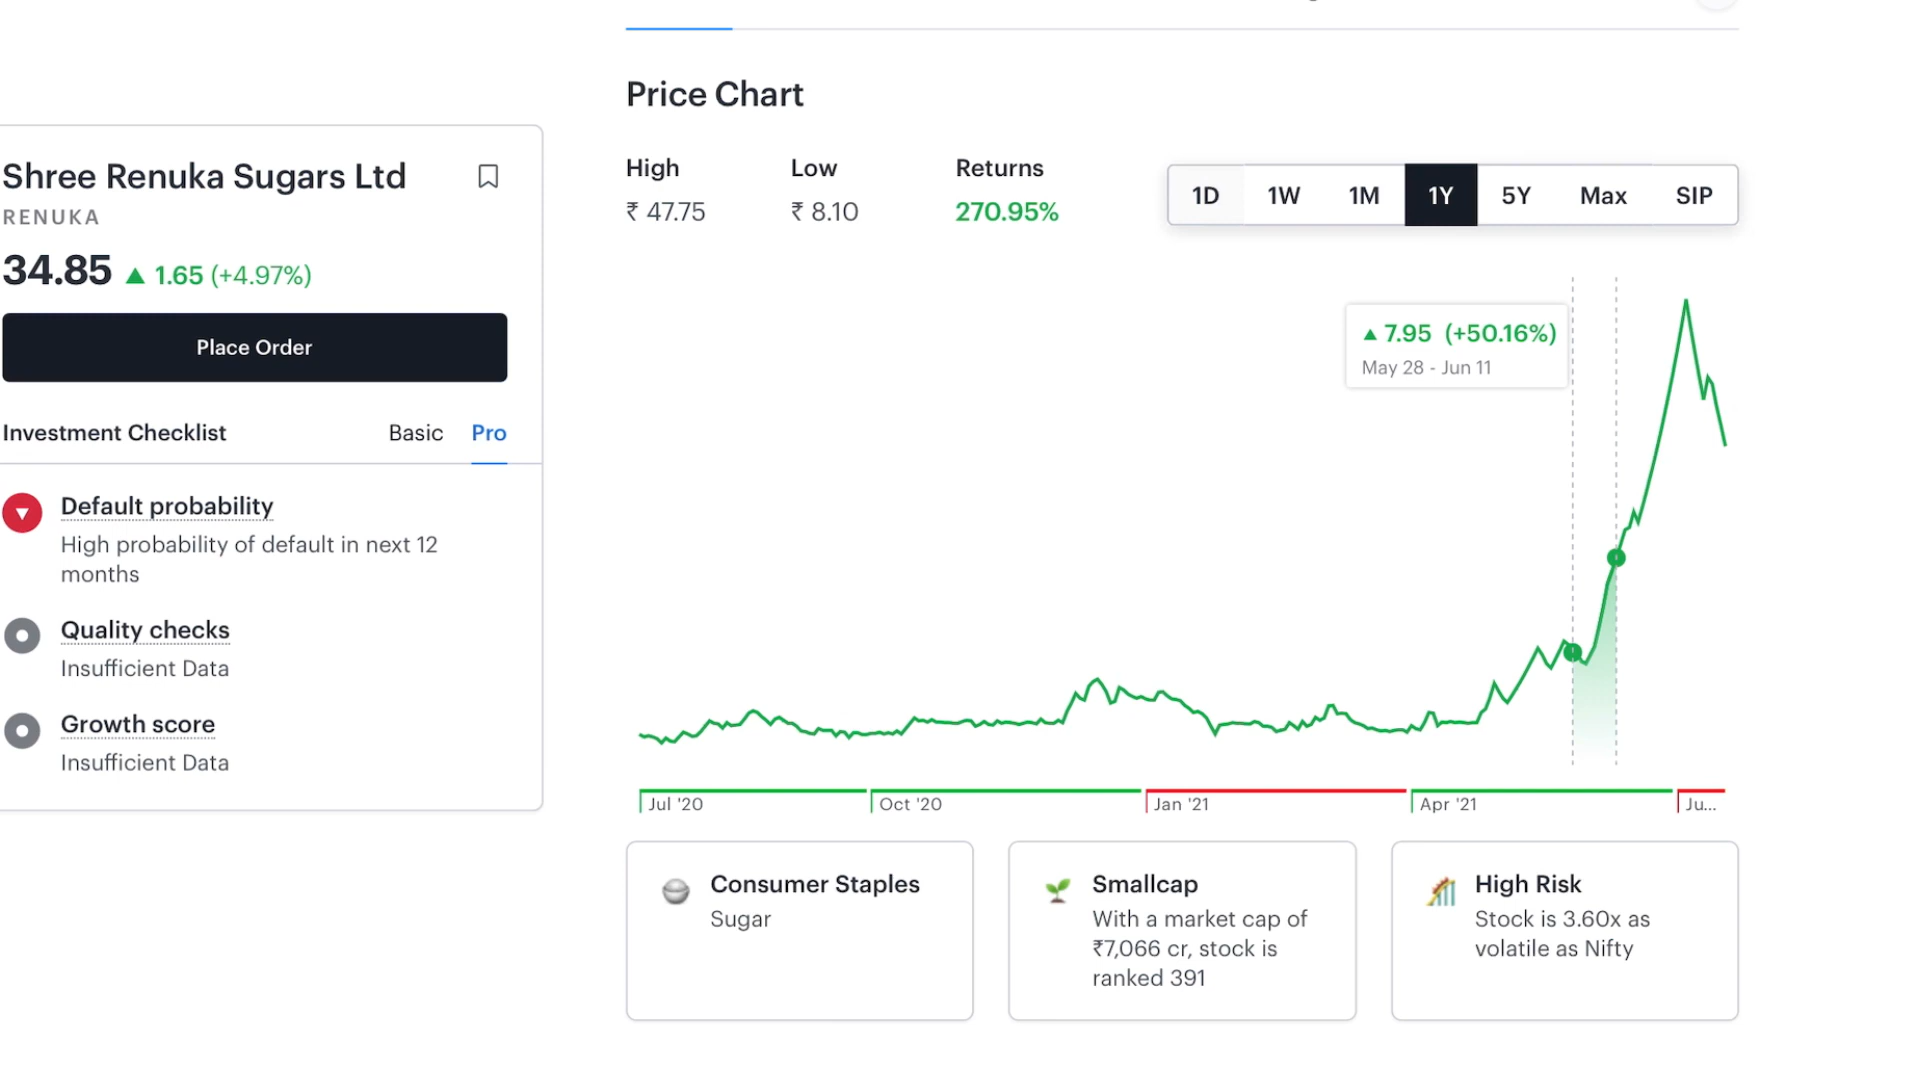 Shree Renuka Sugars Ltd
RENUKA
34.85 ▲ 1.65 (+4.97%)
Place Order
Investment Checklist
Basic
Pro
Default probability
High probability of default in next 12
months
Quality checks
Insufficient Data
Growth score
Insufficient Data
Price Chart
High
₹ 47.75
Low
₹ 8.10
Returns
270.95%
1D
1W
1M
1Y
5Y
Max
SIP
▲ 7.95 (+50.16%)
May 28 - Jun 11
Jul '20
Oct '20
Jan '21
Apr '21
Ju...
Consumer Staples
Sugar
Smallcap
With a market cap of
₹7,066 cr, stock is
ranked 391
High Risk
Stock is 3.60x as
volatile as Nifty